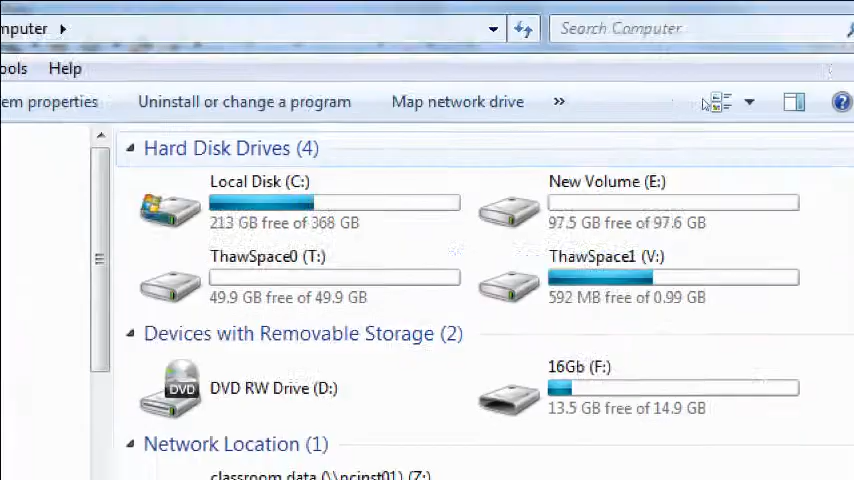 mputer
Search Computer
ools Help
em properties Uninstall or change a program Map network drive »
Hard Disk Drives (4)
Local Disk (C:)
213 GB free of 368 GB
New Volume (E:)
97.5 GB free of 97.6 GB
ThawSpace0 (T:)
49.9 GB free of 49.9 GB
ThawSpace1 (V:)
592 MB free of 0.99 GB
Devices with Removable Storage (2)
DVD
DVD RW Drive (D:)
16Gb (F:)
13.5 GB free of 14.9 GB
Network Location (1)
classroom data (\\pcinst01) (Z:)